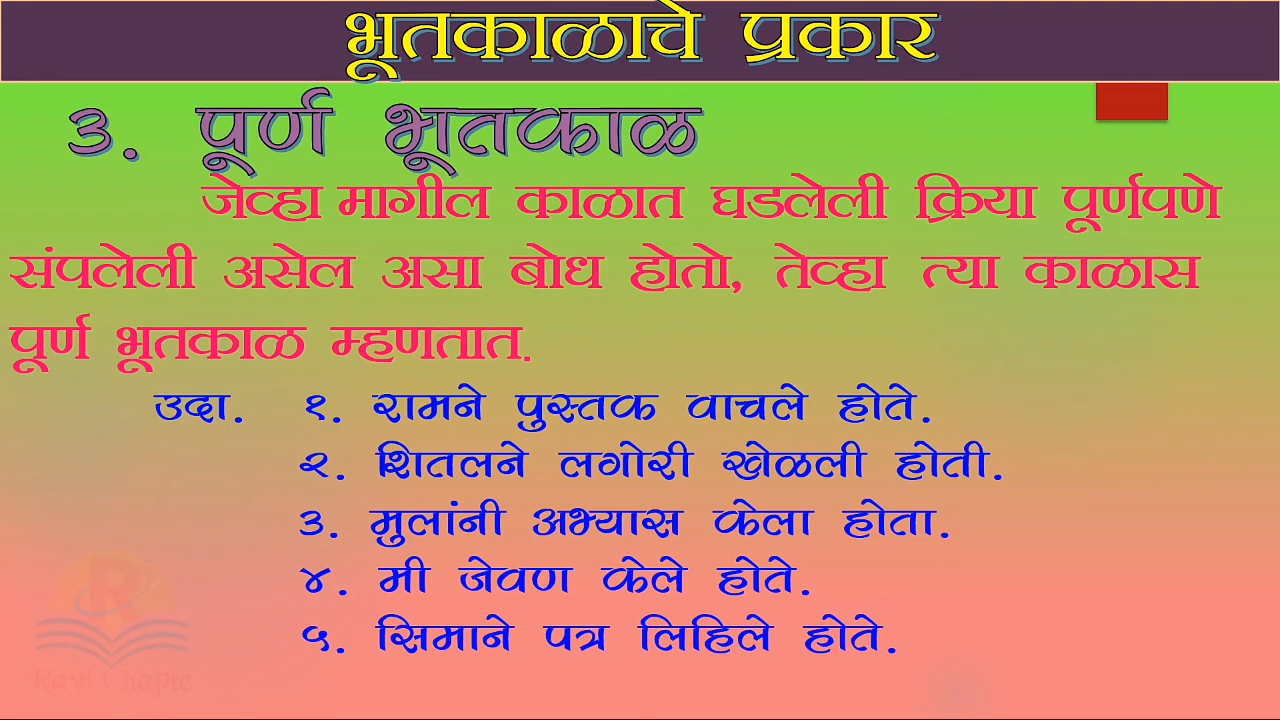 भूतकाळाचे प्रकार
३. पूर्ण भूतकाळ
जेव्हा मागील काळात घडलेली क्रिया पूर्णपणे
संपलेली असेल असा बोध होतो, तेव्हा त्या काळास
पूर्ण भूतकाळ म्हणतात.
उदा. १. रामने पुस्तक वाचले होते.
२. शितलने लगोरी खेळली होती.
३. मुलांनी अभ्यास केला होता.
४. मी जेवण केले होते.
५. सिमाने पत्र लिहिले होते.